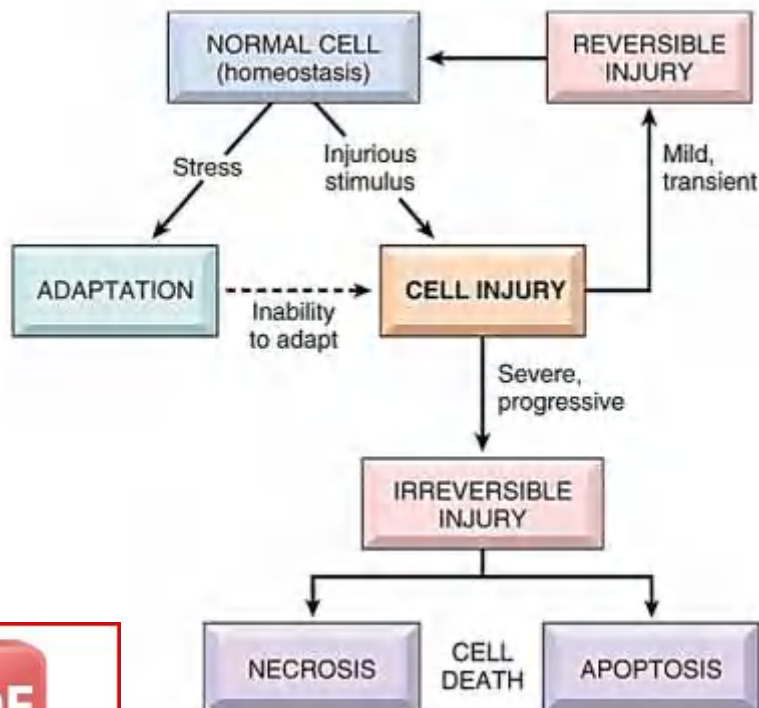 NORMAL CELL
(homeostasis)
REVERSIBLE
INJURY
Stress
Injurious
stimulus
Mild,
transient
ADAPTATION
Inability
to adapt
CELL INJURY
Severe,
progressive
IRREVERSIBLE
INJURY
NECROSIS
CELL
DEATH
APOPTOSIS